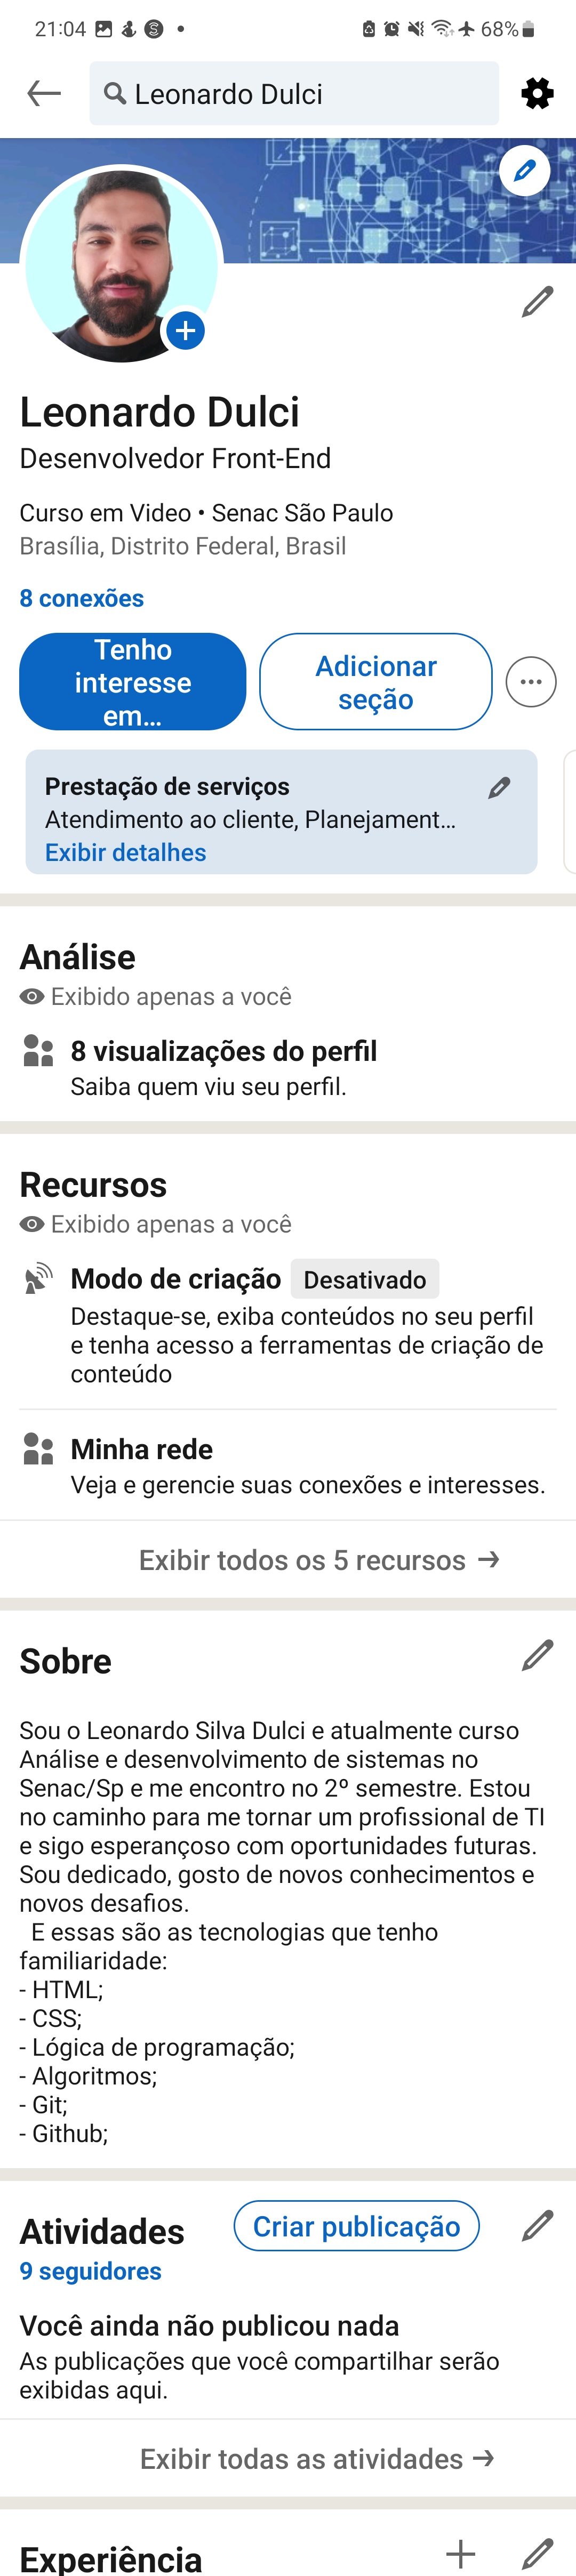 21:04 68%
Leonardo Dulci
Leonardo Dulci
Desenvolvedor Front-End
Curso em Video • Senac São Paulo
Brasília, Distrito Federal, Brasil
8 conexões
Tenho
interesse
em...
Adicionar
seção
Prestação de serviços
Atendimento ao cliente, Planejament...
Exibir detalhes
Análise
Exibido apenas a você
8 visualizações do perfil
Saiba quem viu seu perfil.
Recursos
Exibido apenas a você
Modo de criação Desativado
Destaque-se, exiba conteúdos no seu perfil
e tenha acesso a ferramentas de criação de
conteúdo
Minha rede
Veja e gerencie suas conexões e interesses.
Exibir todos os 5 recursos →
Sobre
Sou o Leonardo Silva Dulci e atualmente curso
Análise e desenvolvimento de sistemas no
Senac/Sp e me encontro no 2º semestre. Estou
no caminho para me tornar um profissional de TI
e sigo esperançoso com oportunidades futuras.
Sou dedicado, gosto de novos conhecimentos e
novos desafios.
E essas são as tecnologias que tenho
familiaridade:
- HTML;
- CSS;
- Lógica de programação;
- Algoritmos;
- Git;
- Github;
Atividades
Criar publicação
9 seguidores
Você ainda não publicou nada
As publicações que você compartilhar serão
exibidas aqui.
Exibir todas as atividades →
Experiência